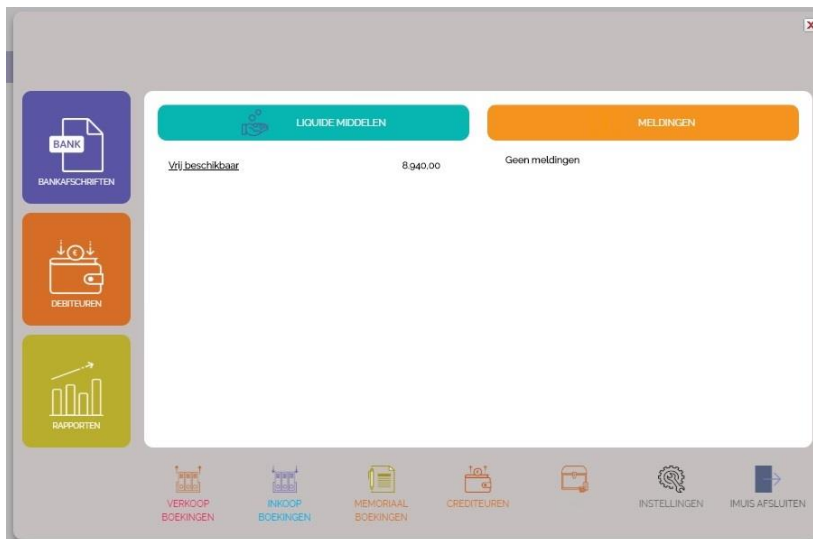 LIQUIDE MIDDELEN
MELDINGEN
BANK
BANKAFSCHRIFTEN
Vrij beschikbaar 8.940,00
Geen meldingen
DEBITEUREN
RAPPORTEN
VERKOOP
BOEKINGEN
INKOOP
BOEKINGEN
MEMORIAAL
BOEKINGEN
CREDITEUREN
INSTELLINGEN
IMUIS AFSLUITEN